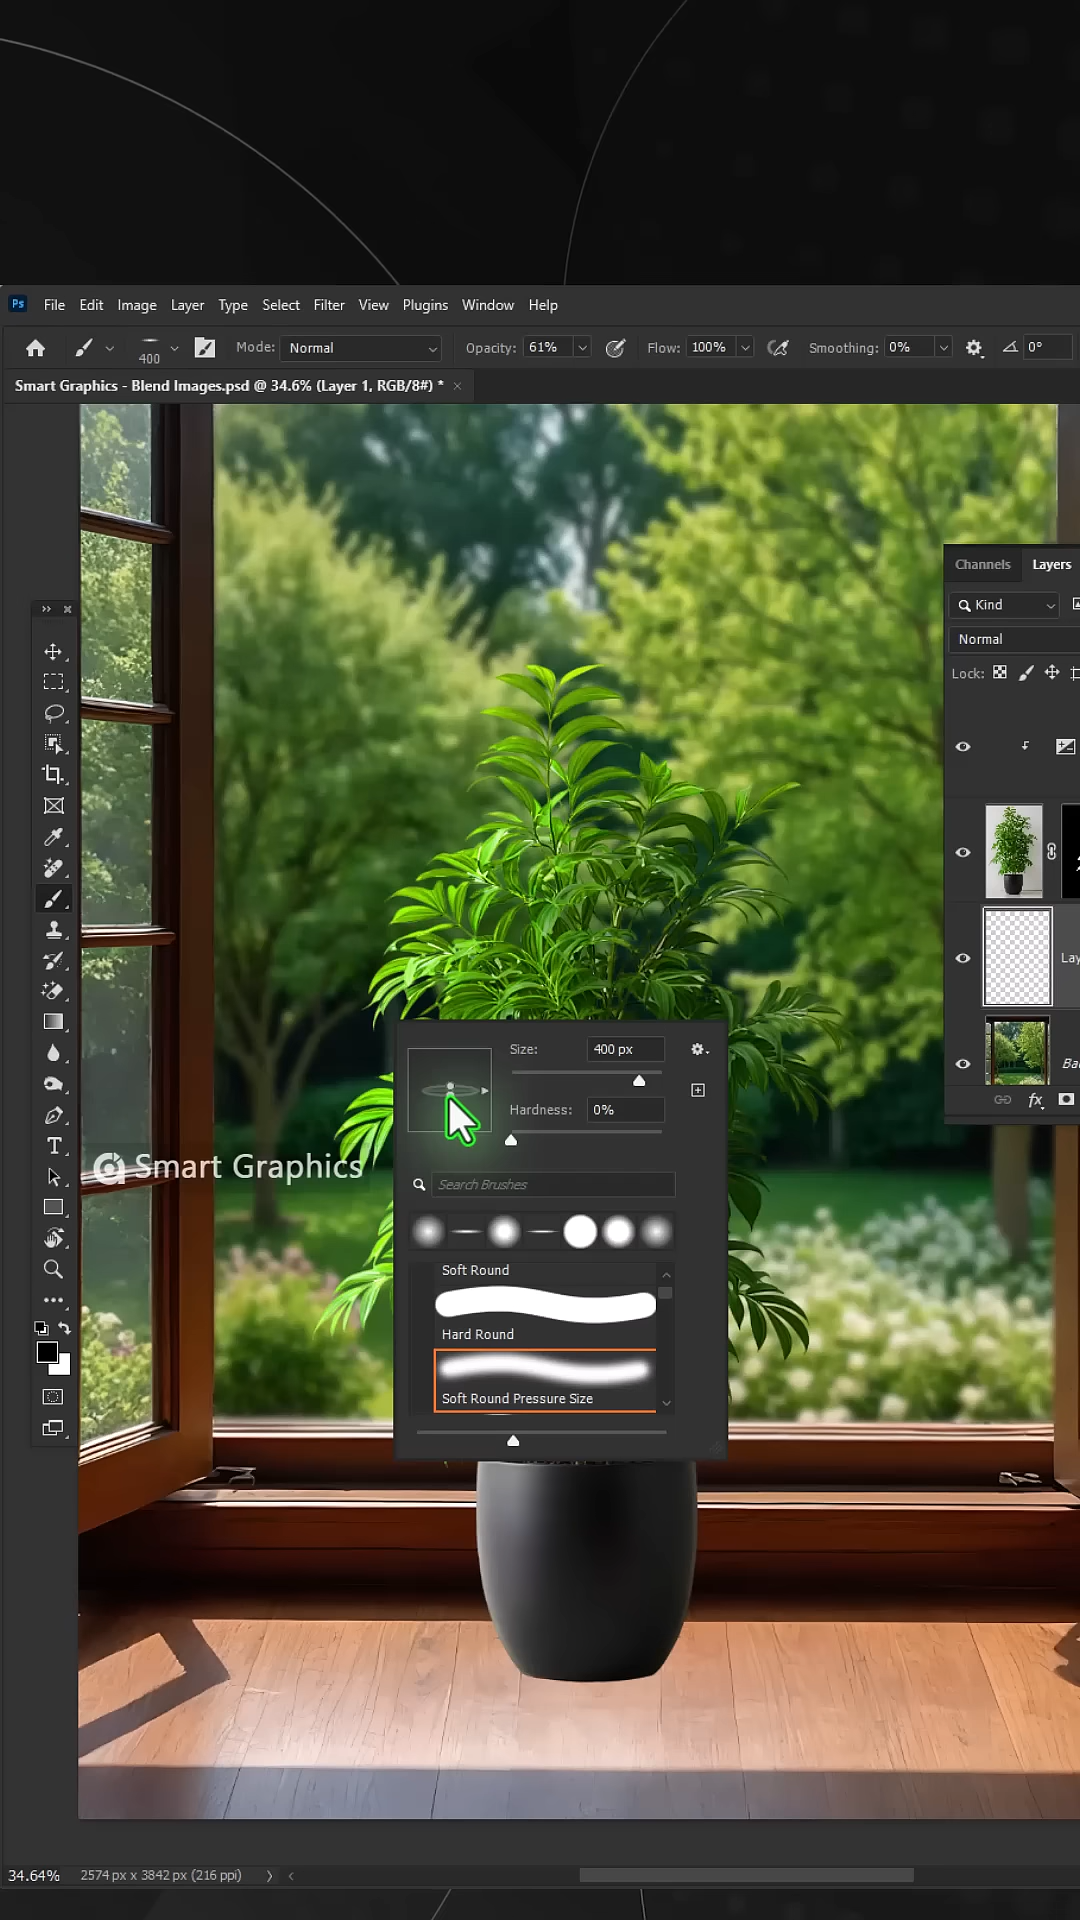 Ps File Edit Image Layer Type Select Filter View Plugins Window Help
400 Mode: Normal Opacity: 61% Flow: 100% Smoothing: 0% 0°
Smart Graphics - Blend Images.psd @ 34.6% (Layer 1, RGB/8#) * ×
Channels Layers
Kind
Normal
Lock:
Lay
Size: 400 px
Ba
fx
Hardness: 0%
T
Smart Graphics
Search Brushes
Soft Round
Hard Round
Soft Round Pressure Size
34.64% 2574 px x 3842 px (216 ppi)